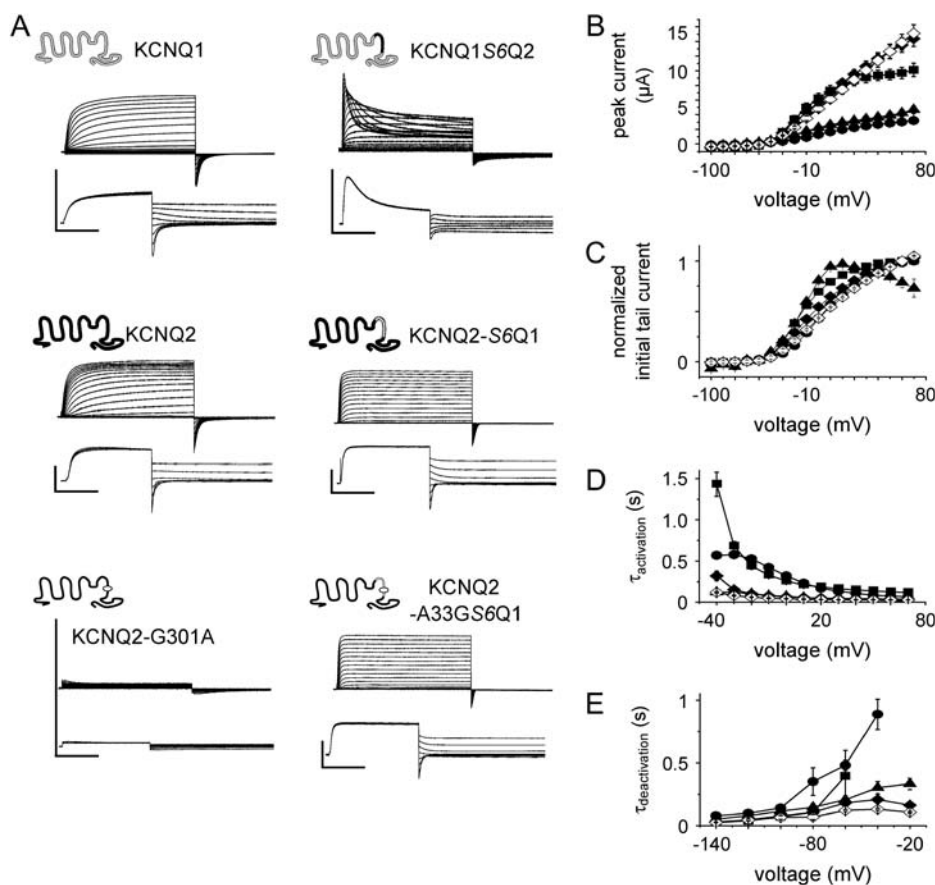 A
KCNQ1
KCNQ1S6Q2
KCNQ2
KCNQ2-S6Q1
KCNQ2-G301A
KCNQ2
-A33GS6Q1
B
peak current
(µA)
15
10
5
0
-100 -10 80
voltage (mV)
C
normalized
initial tail current
1
0
-100 -10 80
voltage (mV)
D
τactivation (s)
1.5
1.0
0.5
0
-40 20 80
voltage (mV)
E
τdeactivation (s)
1
0.5
0
-140 -80 -20
voltage (mV)